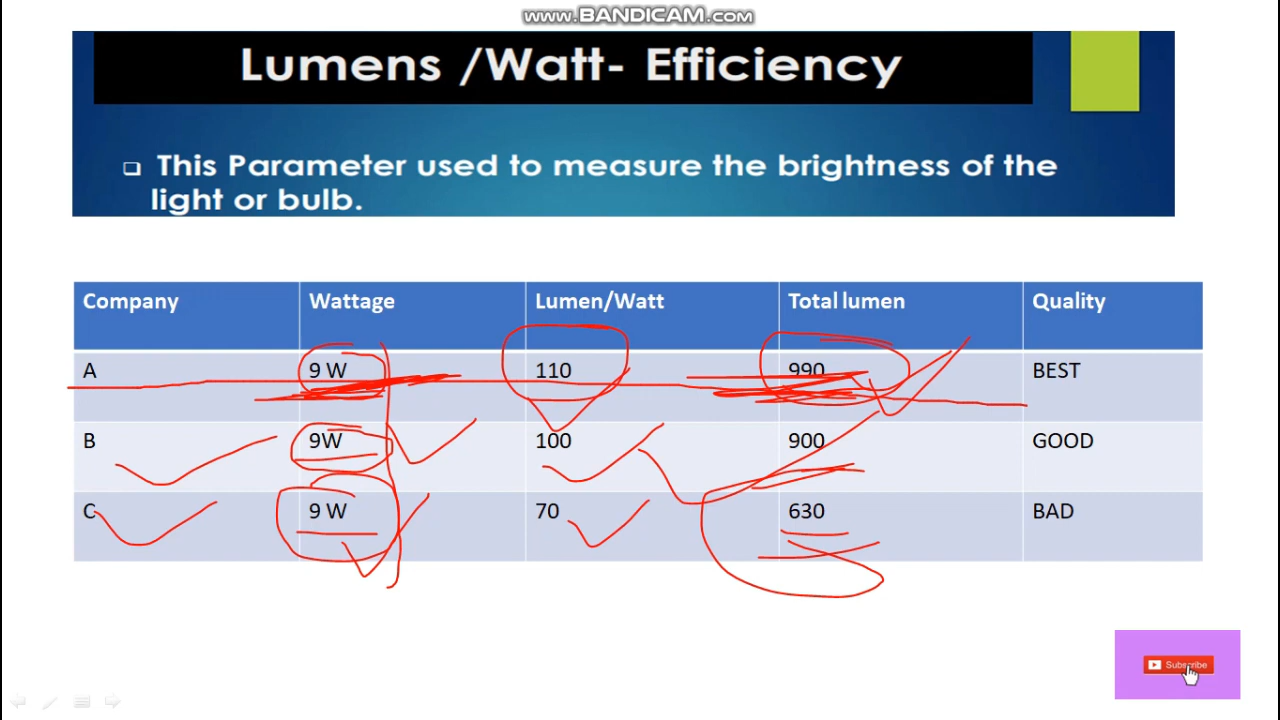 www.BANDICAM.com
Lumens /Watt- Efficiency
This Parameter used to measure the brightness of the
light or bulb.
Company Wattage Lumen/Watt Total lumen Quality
A 9 W 110 990 BEST
B 9W 100 900 GOOD
C 9 W 70 630 BAD
Subscribe